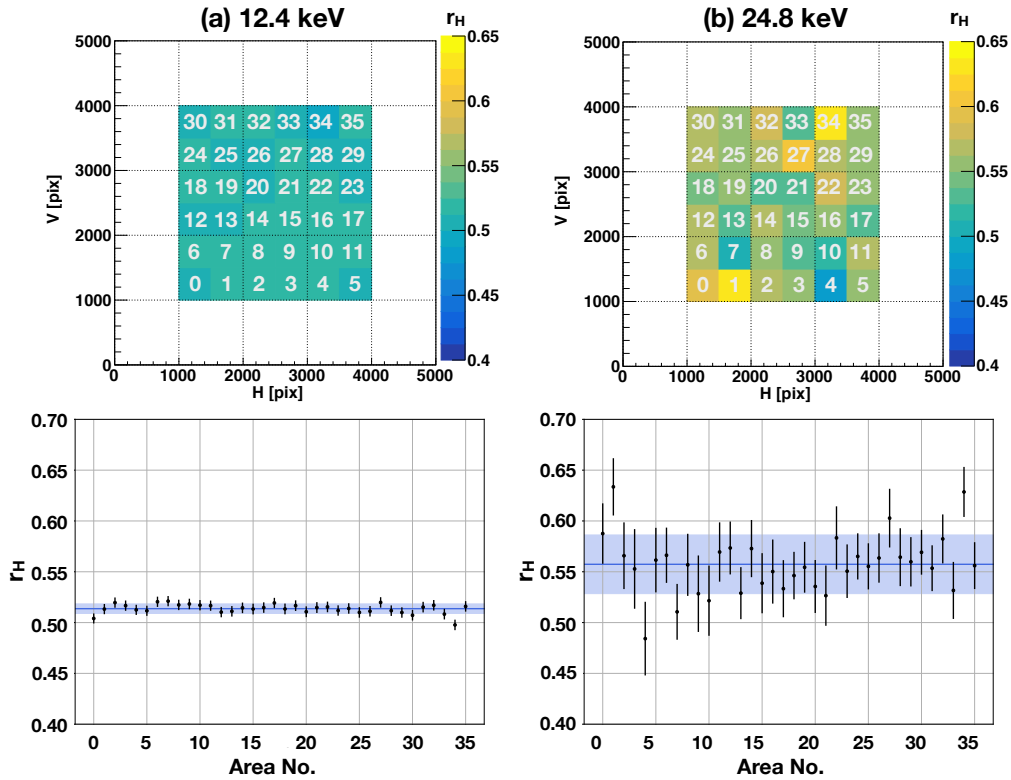 (a) 12.4 keV
r_H
5000
4000
3000
2000
1000
0
V [pix]
30 31 32 33 34 35
24 25 26 27 28 29
18 19 20 21 22 23
12 13 14 15 16 17
6 7 8 9 10 11
0 1 2 3 4 5
0 1000 2000 3000 4000 5000
H [pix]
0.65
0.6
0.55
0.5
0.45
0.4
(b) 24.8 keV
r_H
5000
4000
3000
2000
1000
0
V [pix]
30 31 32 33 34 35
24 25 26 27 28 29
18 19 20 21 22 23
12 13 14 15 16 17
6 7 8 9 10 11
0 1 2 3 4 5
0 1000 2000 3000 4000 5000
H [pix]
0.65
0.6
0.55
0.5
0.45
0.4
0.70
0.65
0.60
0.55
0.50
0.45
0.40
r_H
0 5 10 15 20 25 30 35
Area No.
0.70
0.65
0.60
0.55
0.50
0.45
0.40
r_H
0 5 10 15 20 25 30 35
Area No.